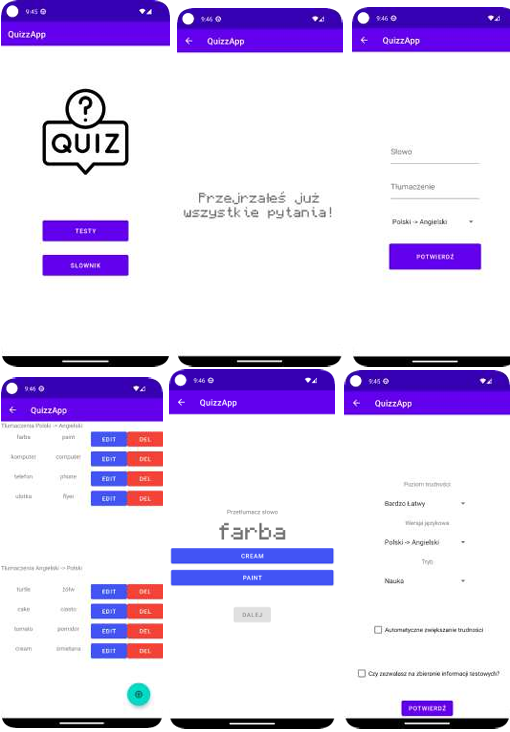 9:45
QuizzApp
?
QUIZ
TESTY
SŁOWNIK
9:46
QuizzApp
Przejrzałeś już
wszystkie pytania!
9:46
QuizzApp
Słowo
Tłumaczenie
Polski -> Angielski
POTWIERDŹ
9:46
QuizzApp
Tłumaczenia Polski -> Angielski
farba paint EDIT DEL
komputer computer EDIT DEL
telefon phone EDIT DEL
ulotka flyer EDIT DEL
Tłumaczenia Angielski -> Polski
turtle żółw EDIT DEL
cake ciasto EDIT DEL
tomato pomidor EDIT DEL
cream śmietana EDIT DEL
9:46
QuizzApp
Przetłumacz słowo
farba
CREAM
PAINT
DALEJ
9:45
QuizzApp
Poziom trudności
Bardzo Łatwy
Wersja językowa
Polski -> Angielski
Tryb
Nauka
Automatyczne zwiększanie trudności
Czy zezwalasz na zbieranie informacji testowych?
POTWIERDŹ